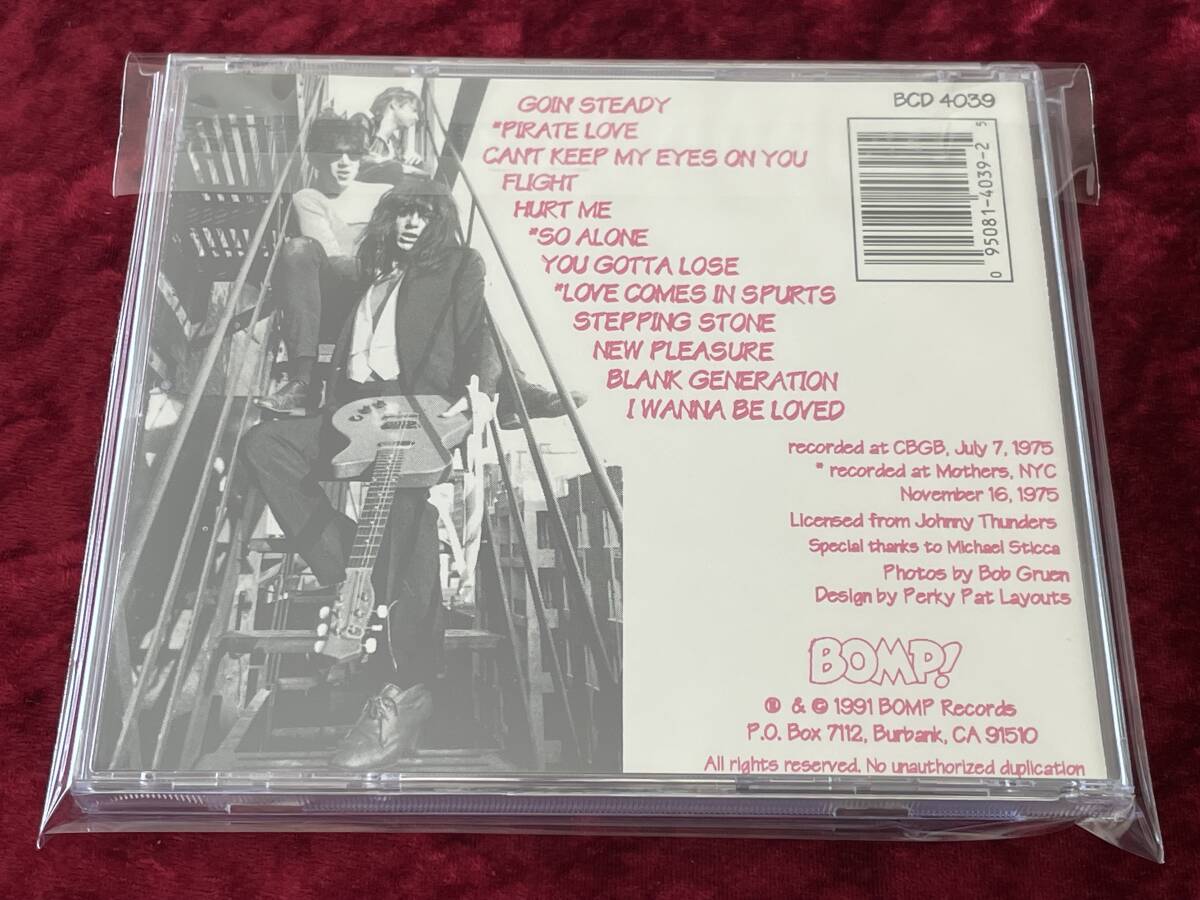 GOIN' STEADY
*PIRATE LOVE
CANT KEEP MY EYES ON YOU
FLIGHT
HURT ME
*SO ALONE
YOU GOTTA LOSE
*LOVE COMES IN SPURTS
STEPPING STONE
NEW PLEASURE
BLANK GENERATION
I WANNA BE LOVED
BCD 4039
0 95081-4039-2 5
recorded at CBGB, July 7, 1975
* recorded at Mothers, NYC
November 16, 1975
Licensed from Johnny Thunders
Special thanks to Michael Sticca
Photos by Bob Gruen
Design by Perky Pat Layouts
BOMP!
℗ & © 1991 BOMP Records
P.O. Box 7112, Burbank, CA 91510
All rights reserved. No unauthorized duplication